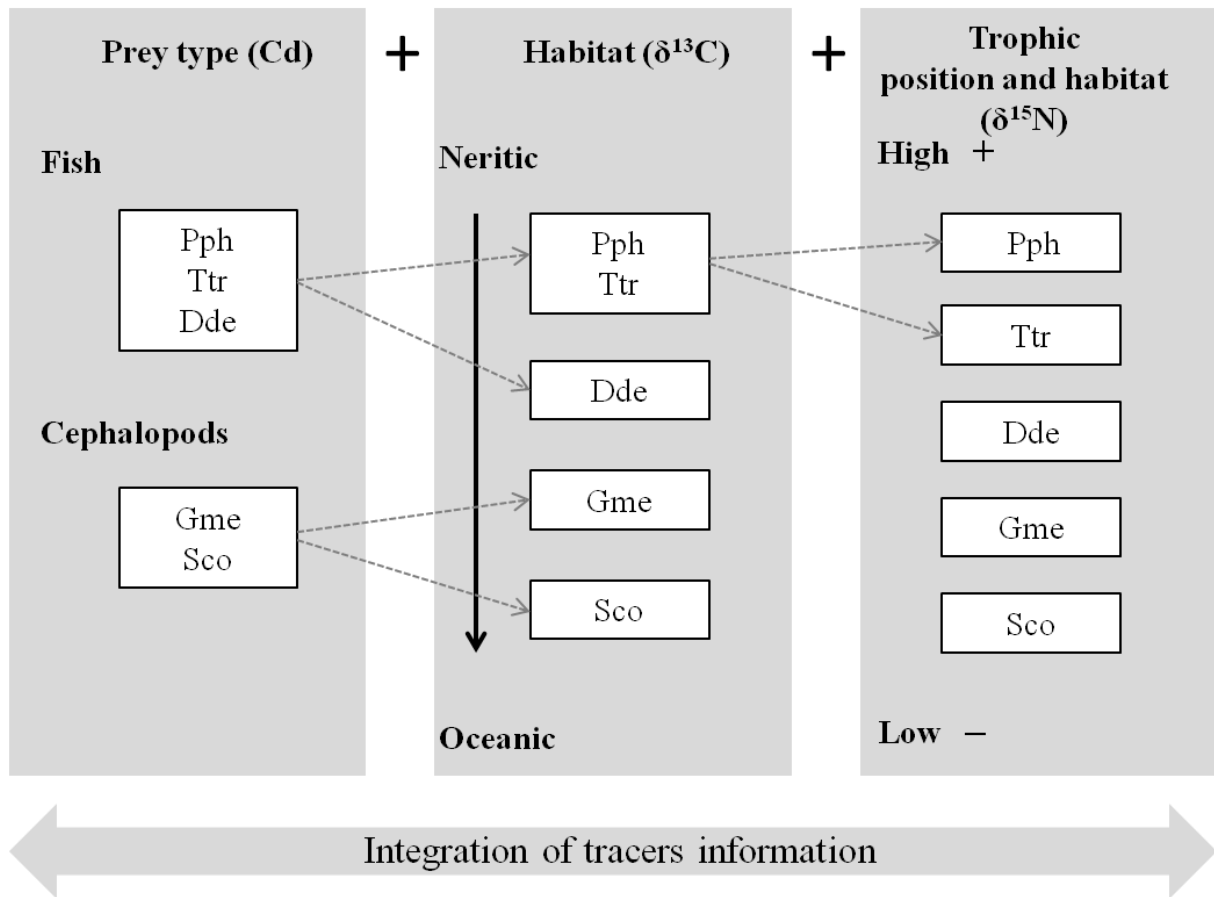 Prey type (Cd)
+
Habitat (δ¹³C)
+
Trophic
position and habitat
(δ¹⁵N)
Fish
Pph
Ttr
Dde
Cephalopods
Gme
Sco
Neritic
Pph
Ttr
Dde
Gme
Sco
Oceanic
High +
Pph
Ttr
Dde
Gme
Sco
Low −
Integration of tracers information